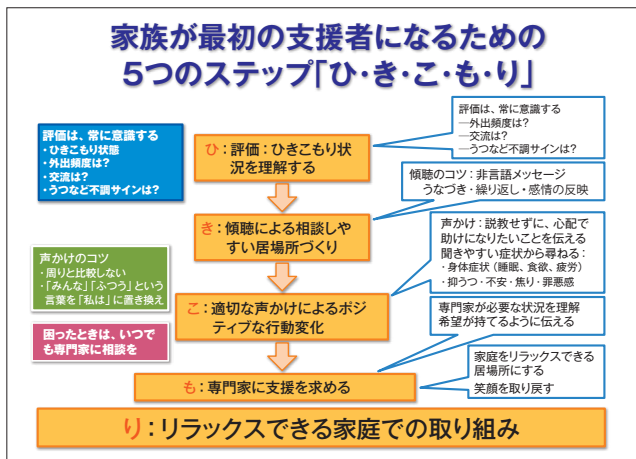 家族が最初の支援者になるための
5つのステップ「ひ・き・こ・も・り」
評価は、常に意識する
・ひきこもり状態
・外出頻度は?
・交流は?
・うつなど不調サインは?
ひ:評価:ひきこもり状
況を理解する
評価は、常に意識する
―外出頻度は?
―交流は?
―うつなど不調サインは?
傾聴のコツ:非言語メッセージ
うなづき・繰り返し・感情の反映
き:傾聴による相談しや
すい居場所づくり
声かけ:説教せずに、心配で
助けになりたいことを伝える
聞きやすい症状から尋ねる:
・身体症状(睡眠、食欲、疲労)
・抑うつ・不安・焦り・罪悪感
声かけのコツ
・周りと比較しない
・「みんな」「ふつう」という
言葉を「私は」に置き換え
こ:適切な声かけによるポジ
ティブな行動変化
専門家が必要な状況を理解
希望が持てるように伝える
困ったときは、いつで
も専門家に相談を
も:専門家に支援を求める
家庭をリラックスできる
居場所にする
笑顔を取り戻す
り:リラックスできる家庭での取り組み